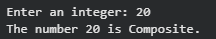 Enter an integer: 20
The number 20 is Composite.